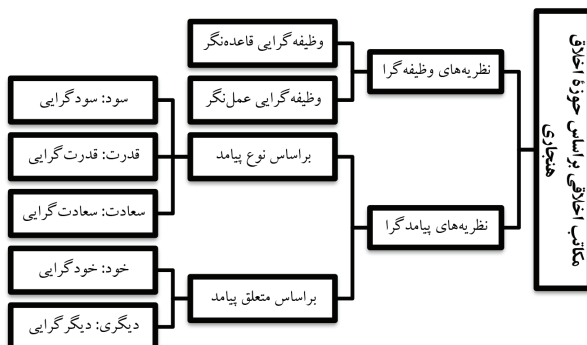 مکاتب اخلاقی براساس حوزهٔ اخلاق
هنجاری
نظریه‌های وظیفه‌گرا
وظیفه‌گرایی قاعده‌نگر
وظیفه‌گرایی عمل‌نگر
نظریه‌های پیامدگرا
براساس نوع پیامد
سود: سودگرایی
قدرت: قدرت‌گرایی
سعادت: سعادت‌گرایی
براساس متعلق پیامد
خود: خودگرایی
دیگری: دیگرگرایی